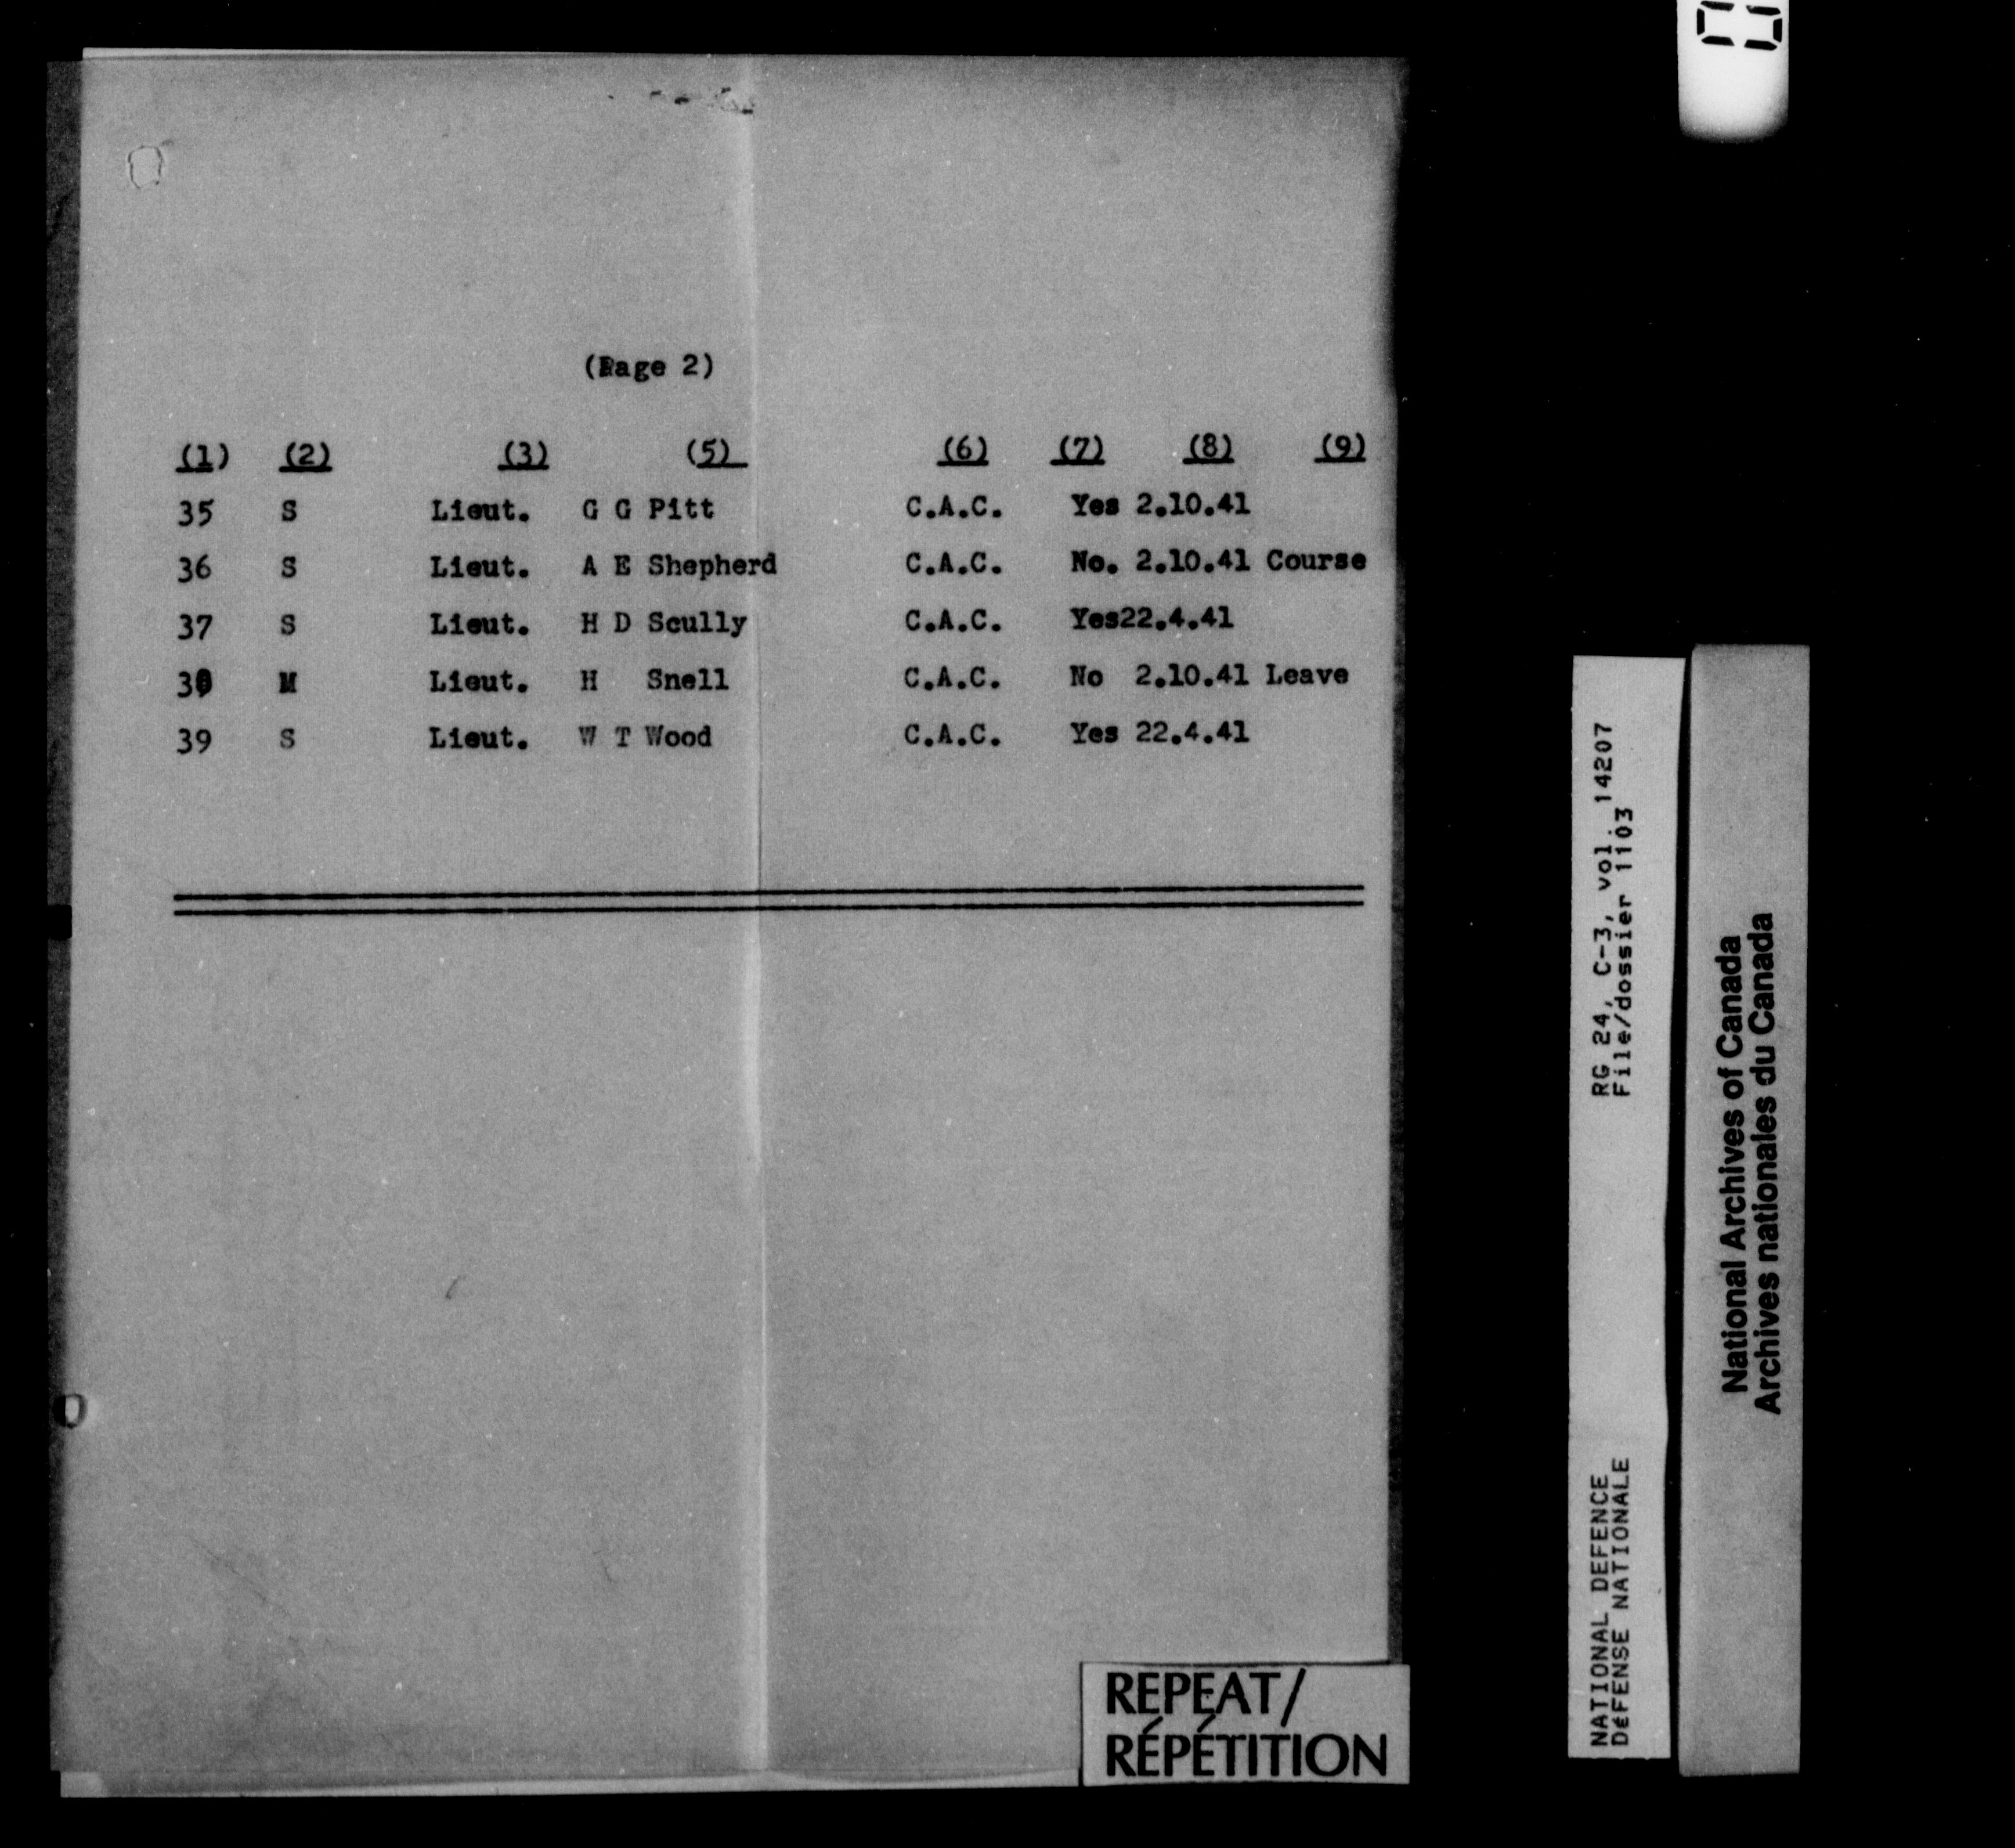 (Page 2)
(1) (2) (3) (5) (6) (7) (8) (9)
35 S Lieut. G G Pitt C.A.C. Yes 2.10.41
36 S Lieut. A E Shepherd C.A.C. No. 2.10.41 Course
37 S Lieut. H D Scully C.A.C. Yes22.4.41
38 M Lieut. H Snell C.A.C. No 2.10.41 Leave
39 S Lieut. W T Wood C.A.C. Yes 22.4.41
REPEAT/
RÉPÉTITION
RG 24, C-3, vol. 14207
File/dossier 1103
NATIONAL DEFENCE
DéFENSE NATIONALE
National Archives of Canada
Archives nationales du Canada